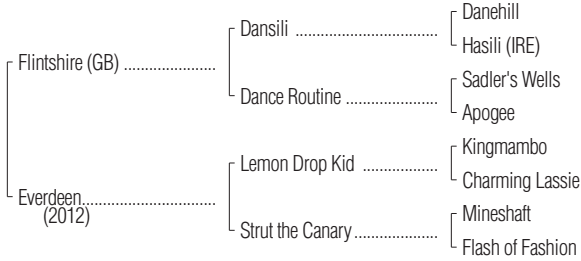 Danehill
Dansili ..............................
Hasili (IRE)
Flintshire (GB) ....................
Sadler's Wells
Dance Routine ....................
Apogee
Kingmambo
Lemon Drop Kid ................
Charming Lassie
Everdeen.............................
(2012)
Mineshaft
Strut the Canary..................
Flash of Fashion